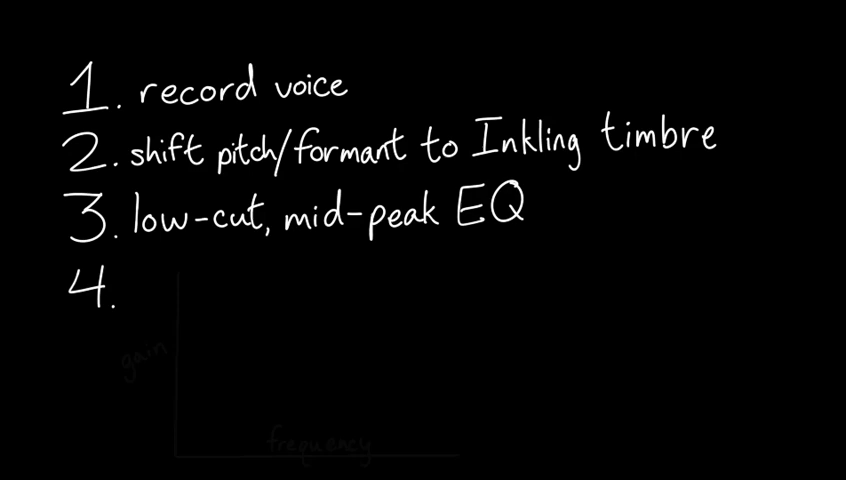 1. record voice
2. shift pitch/formant to Inkling timbre
3. low-cut, mid-peak EQ
4.
gain
frequency